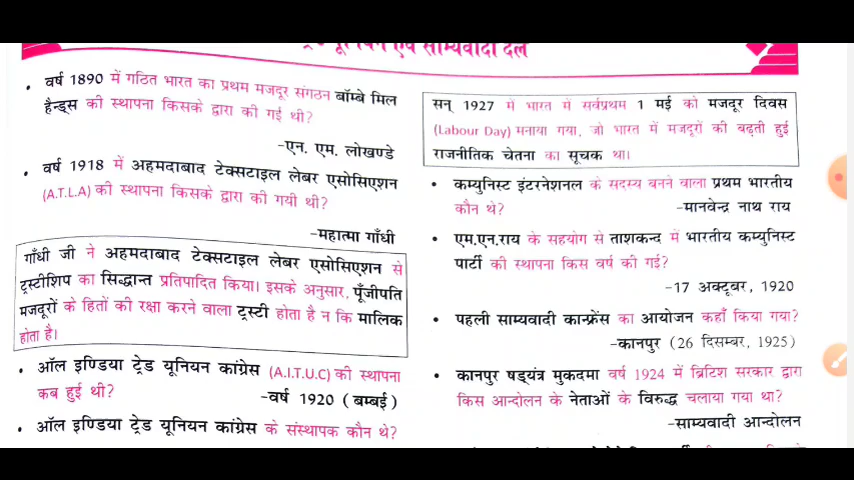 एवं साम्यवादी दल
• वर्ष 1890 में गठित भारत का प्रथम मजदूर संगठन बॉम्बे मिल
हैन्ड्स की स्थापना किसके द्वारा की गई थी?
-एन. एम. लोखण्डे
• वर्ष 1918 में अहमदाबाद टेक्सटाइल लेबर एसोसिएशन
(A.T.L.A) की स्थापना किसके द्वारा की गयी थी?
-महात्मा गाँधी
गाँधी जी ने अहमदाबाद टेक्सटाइल लेबर एसोसिएशन से
ट्रस्टीशिप का सिद्धान्त प्रतिपादित किया। इसके अनुसार, पूँजीपति
मजदूरों के हितों की रक्षा करने वाला ट्रस्टी होता है न कि मालिक
होता है।
• ऑल इण्डिया ट्रेड यूनियन कांग्रेस (A.I.T.U.C) की स्थापना
कब हुई थी?
-वर्ष 1920 (बम्बई)
• ऑल इण्डिया ट्रेड यूनियन कांग्रेस के संस्थापक कौन थे?
सन् 1927 में भारत में सर्वप्रथम 1 मई को मजदूर दिवस
(Labour Day) मनाया गया, जो भारत में मजदूरों की बढ़ती हुई
राजनीतिक चेतना का सूचक था।
• कम्युनिस्ट इंटरनेशनल के सदस्य बनने वाला प्रथम भारतीय
कौन थे?
-मानवेन्द्र नाथ राय
• एम.एन.राय के सहयोग से ताशकन्द में भारतीय कम्युनिस्ट
पार्टी की स्थापना किस वर्ष की गई?
-17 अक्टूबर, 1920
• पहली साम्यवादी कान्फ्रेंस का आयोजन कहाँ किया गया?
-कानपुर (26 दिसम्बर, 1925)
• कानपुर षड्यंत्र मुकदमा वर्ष 1924 में ब्रिटिश सरकार द्वारा
किस आन्दोलन के नेताओं के विरुद्ध चलाया गया था?
-साम्यवादी आन्दोलन